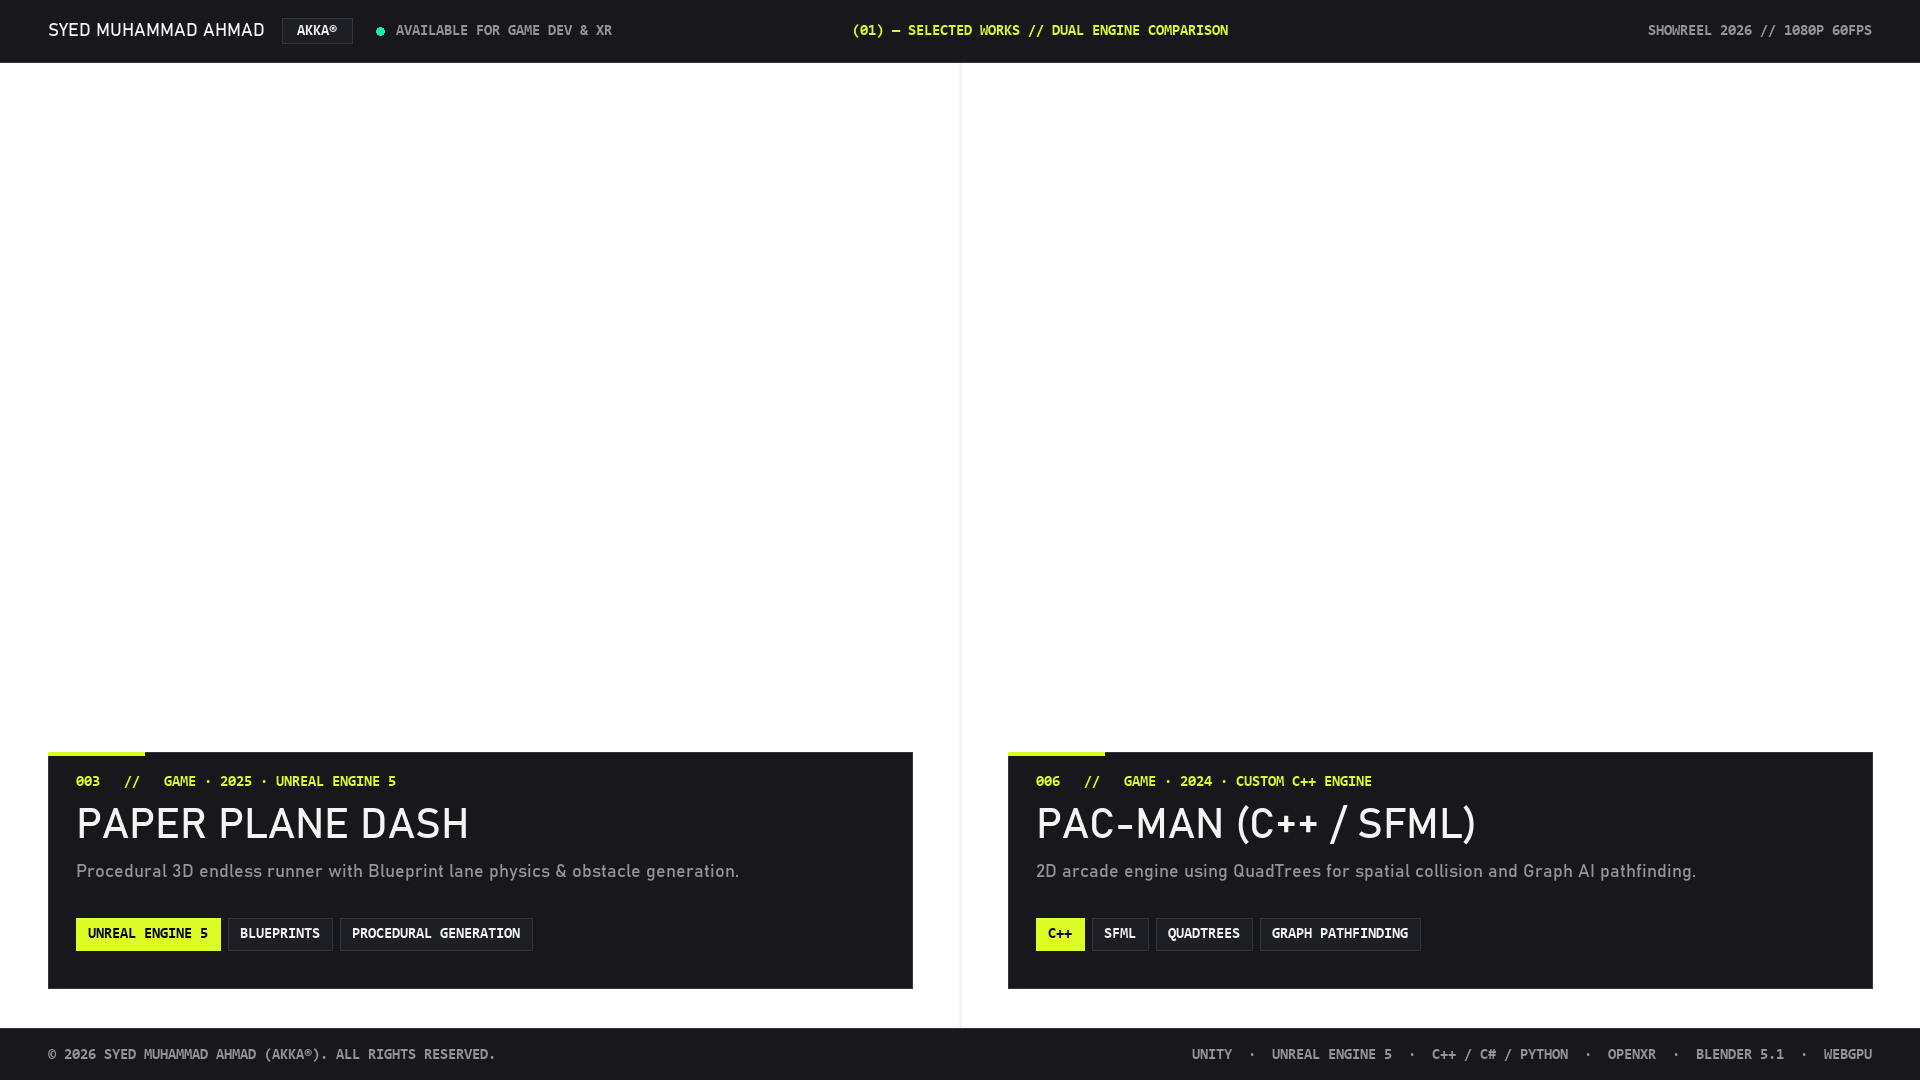 SYED MUHAMMAD AHMAD AKKA® AVAILABLE FOR GAME DEV & XR (01) — SELECTED WORKS // DUAL ENGINE COMPARISON SHOWREEL 2026 // 1080P 60FPS
003 // GAME · 2025 · UNREAL ENGINE 5
PAPER PLANE DASH
Procedural 3D endless runner with Blueprint lane physics & obstacle generation.
UNREAL ENGINE 5 BLUEPRINTS PROCEDURAL GENERATION
006 // GAME · 2024 · CUSTOM C++ ENGINE
PAC-MAN (C++ / SFML)
2D arcade engine using QuadTrees for spatial collision and Graph AI pathfinding.
C++ SFML QUADTREES GRAPH PATHFINDING
© 2026 SYED MUHAMMAD AHMAD (AKKA®). ALL RIGHTS RESERVED. UNITY · UNREAL ENGINE 5 · C++ / C# / PYTHON · OPENXR · BLENDER 5.1 · WEBGPU